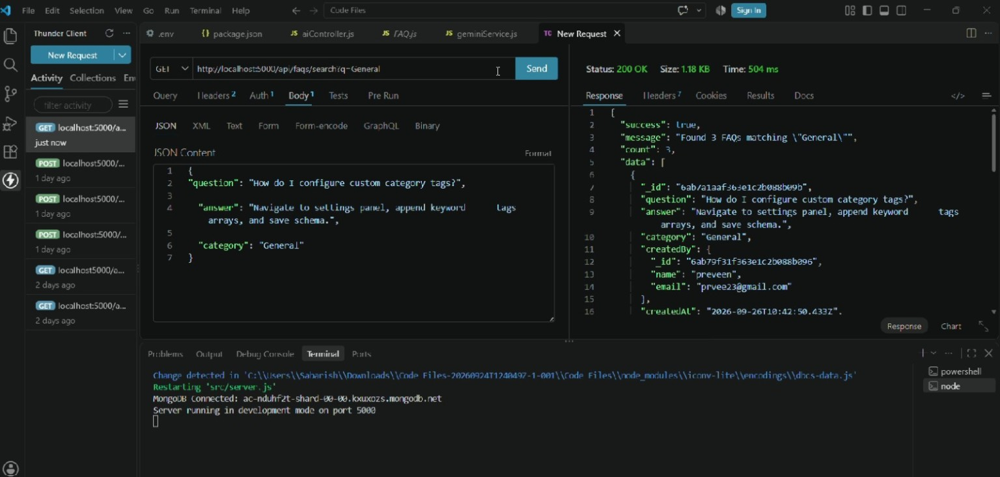 File Edit Selection View Go Run Terminal Help
Code Files
Sign In
Thunder Client
New Request
Activity Collections En
filter activity
GET localhost:5000/a...
just now
POST localhost5000/...
1 day ago
POST localhost5000/...
1 day ago
POST localhost:5000/...
1 day ago
GET localhost5000/a...
2 days ago
GET localhost:5000/a...
2 days ago
.env
{} package.json
JS aiController.js
JS FAQ.js
JS geminiService.js
TC New Request
GET http://localhost:5000/api/faqs/search?q=General
Send
Query Headers 2 Auth 1 Body 1 Tests Pre Run
JSON XML Text Form Form-encode GraphQL Binary
JSON Content
Format
1 {
2 "question": "How do I configure custom category tags?",
3
4 "answer": "Navigate to settings panel, append keyword tags
arrays, and save schema.",
5
6 "category": "General"
7 }
Status: 200 OK Size: 1.18 KB Time: 504 ms
Response Headers 7 Cookies Results Docs
</>
1 {
2 "success": true,
3 "message": "Found 3 FAQs matching \"General\"",
4 "count": 3,
5 "data": [
6 {
7 "_id": "6ab7a1aaf363e1c2b088b09b",
8 "question": "How do I configure custom category tags?",
9 "answer": "Navigate to settings panel, append keyword tags
arrays, and save schema.",
10 "category": "General",
11 "createdBy": {
12 "_id": "6ab79f31f363e1c2b088b096",
13 "name": "preveen",
14 "email": "prvee23@gmail.com"
15 },
16 "createdAt": "2026-09-26T10:42:50.433Z",
Response Chart
Problems Output Debug Console Terminal Ports
Change detected in 'C:\\Users\\Sabarish\\Downloads\\Code Files-20260924T124049Z-1-001\\Code Files\\node_modules\\iconv-lite\\encodings\\dbcs-data.js'
Restarting 'src/server.js'
MongoDB Connected: ac-nduhf2t-shard-00-00.kxuxozs.mongodb.net
Server running in development mode on port 5000
powershell
node